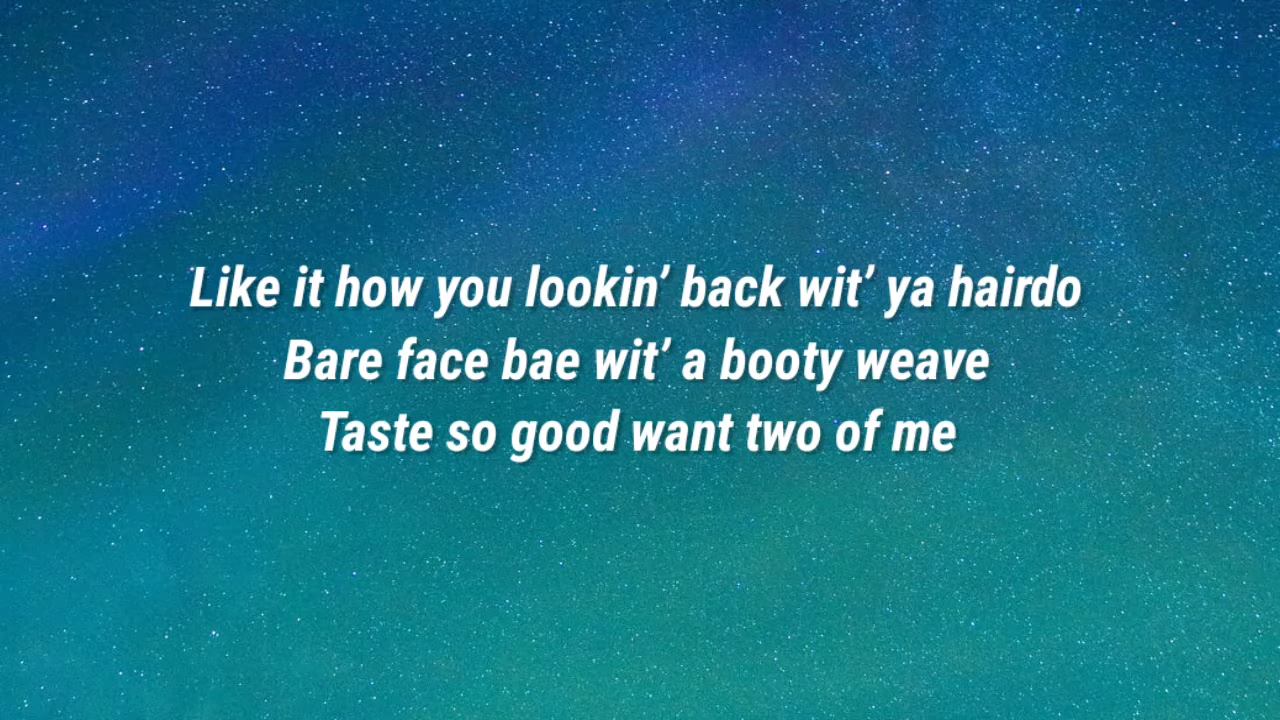 Like it how you lookin’ back wit’ ya hairdo
Bare face bae wit’ a booty weave
Taste so good want two of me